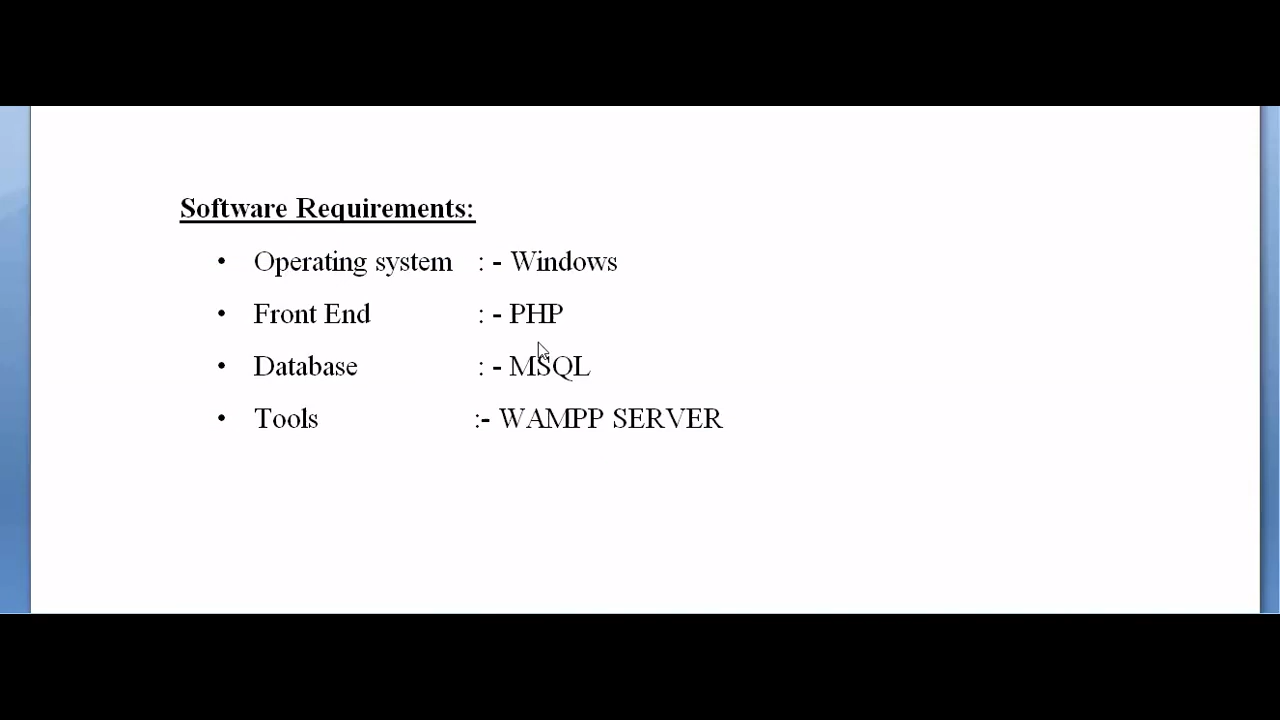 Software Requirements:
• Operating system : - Windows
• Front End : - PHP
• Database : - MSQL
• Tools :- WAMPP SERVER